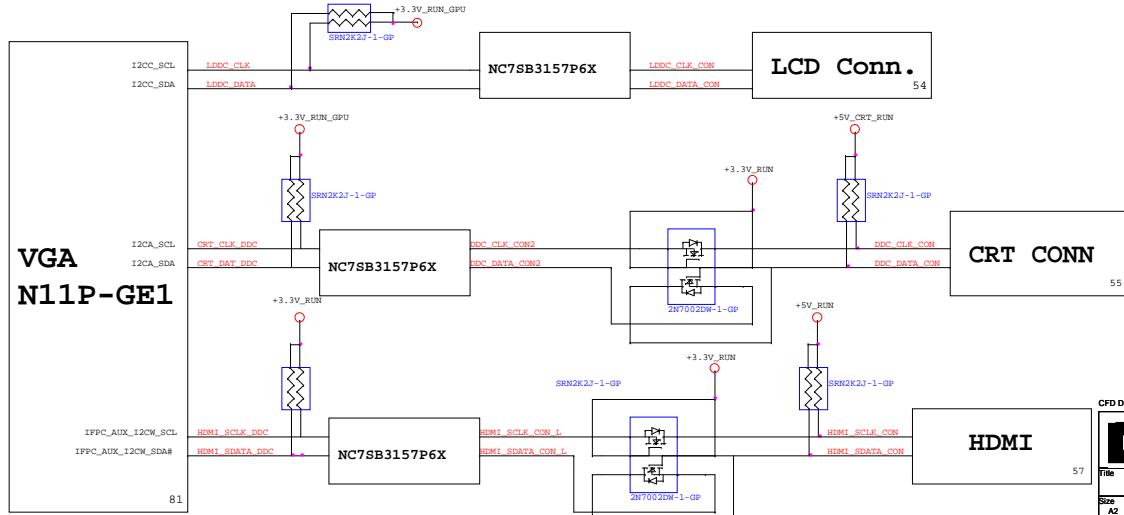 +3.3V_RUN_GPU
SRN2K2J-1-GP
I2CC_SCL
LDDC_CLK
NC7SB3157P6X
LDDC_CLK_CON
LCD Conn.
I2CC_SDA
LDDC_DATA
LDDC_DATA_CON
54
+3.3V_RUN_GPU
+5V_CRT_RUN
+3.3V_RUN
SRN2K2J-1-GP
SRN2K2J-1-GP
I2CA_SCL
CRT_CLK_DDC
DDC_CLK_CON2
DDC_CLK_CON
VGA
NC7SB3157P6X
CRT CONN
I2CA_SDA
CRT_DAT_DDC
DDC_DATA_CON2
DDC_DATA_CON
55
N11P-GE1
+3.3V_RUN
+5V_RUN
2N7002DW-1-GP
+3.3V_RUN
SRN2K2J-1-GP
SRN2K2J-1-GP
CFD D
IFPC_AUX_I2CW_SCL
HDMI_SCLK_DDC
HDMI_SCLK_CON_L
HDMI_SCLK_CON
HDMI
IFPC_AUX_I2CW_SDA#
HDMI_SDATA_DDC
NC7SB3157P6X
HDMI_SDATA_CON_L
HDMI_SDATA_CON
57
Title
81
2N7002DW-1-GP
Size
A2